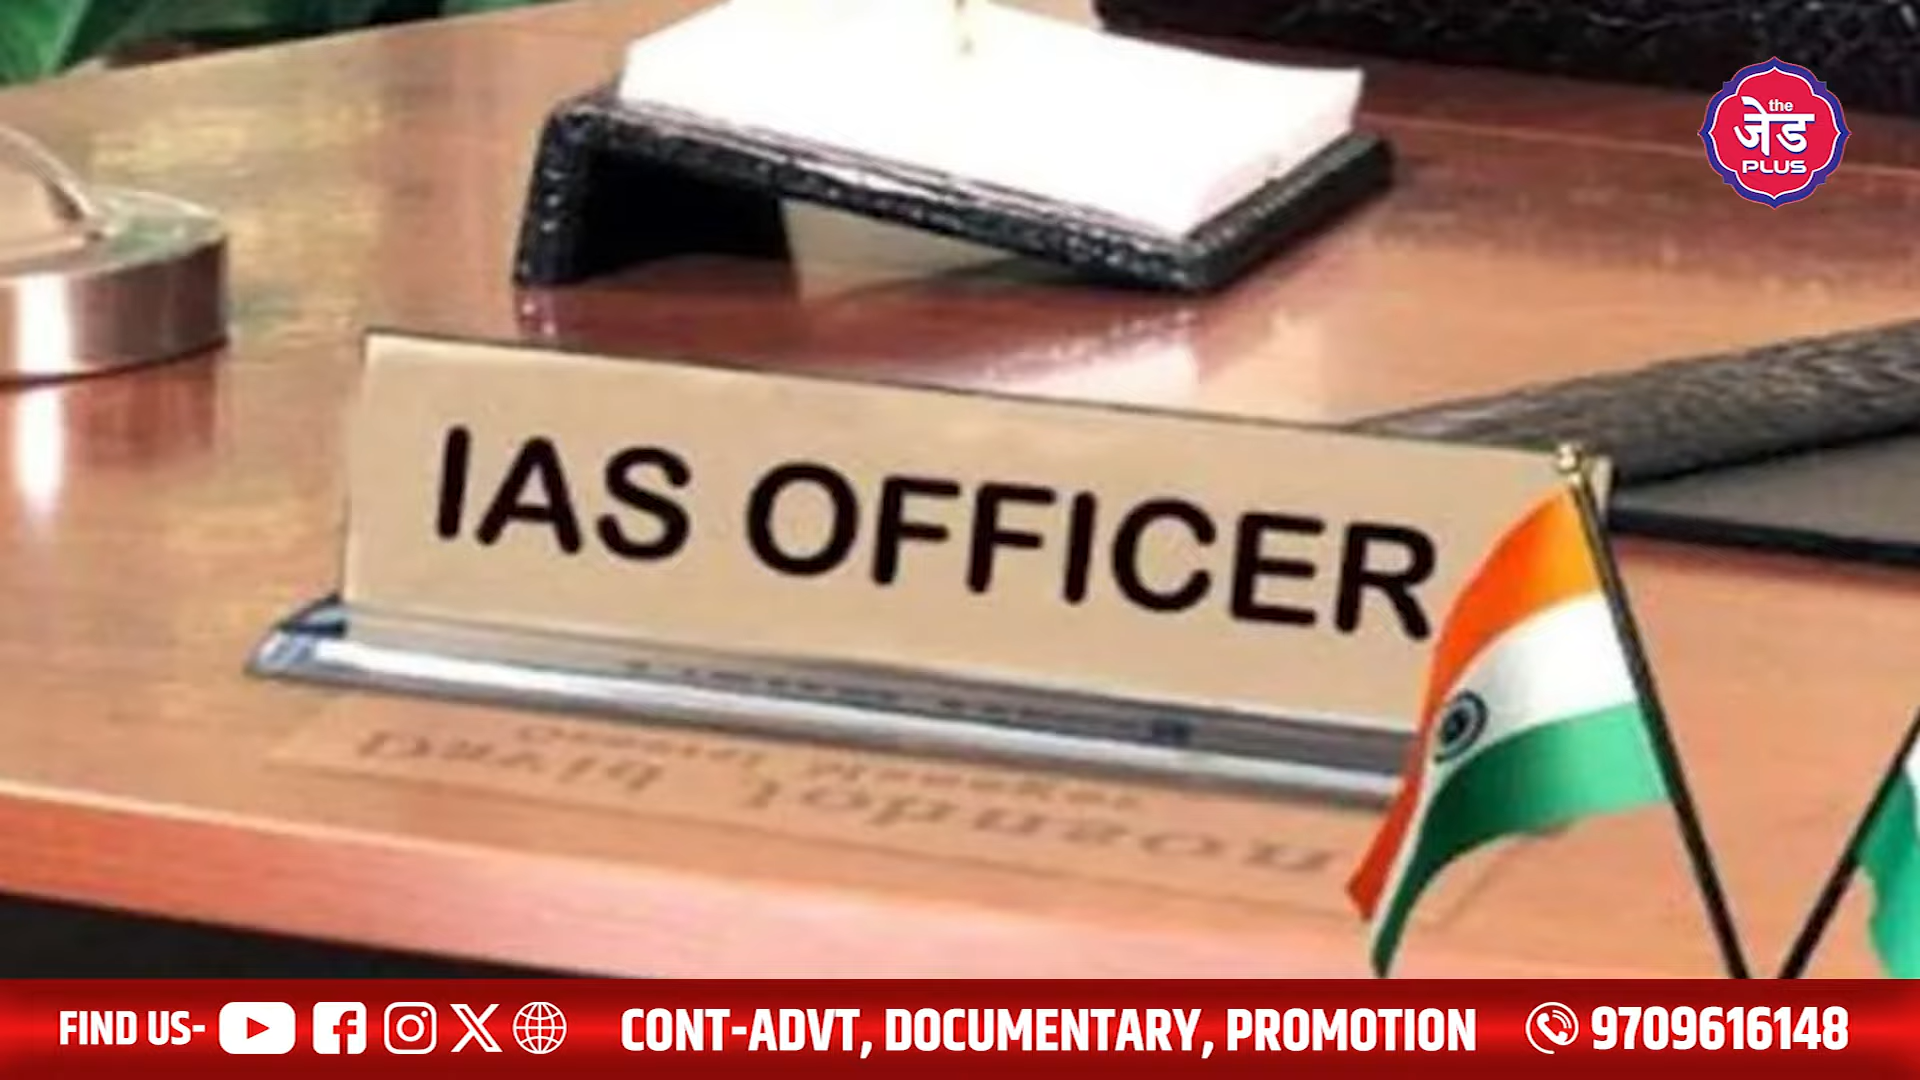 the
जेड
PLUS
IAS OFFICER
FIND US-
CONT-ADVT, DOCUMENTARY, PROMOTION
9709616148